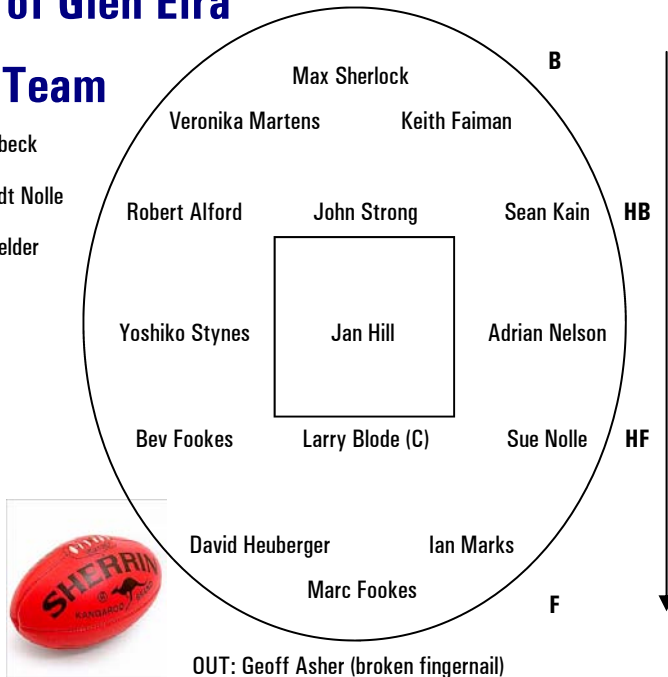 of Glen Eira
Team
beck
dt Nolle
elder
B
Max Sherlock
Veronika Martens Keith Faiman
Robert Alford John Strong Sean Kain HB
Yoshiko Stynes Jan Hill Adrian Nelson
Bev Fookes Larry Blode (C) Sue Nolle HF
David Heuberger Ian Marks
Marc Fookes
F
SHERRIN
KANGAROO BRAND
OUT: Geoff Asher (broken fingernail)